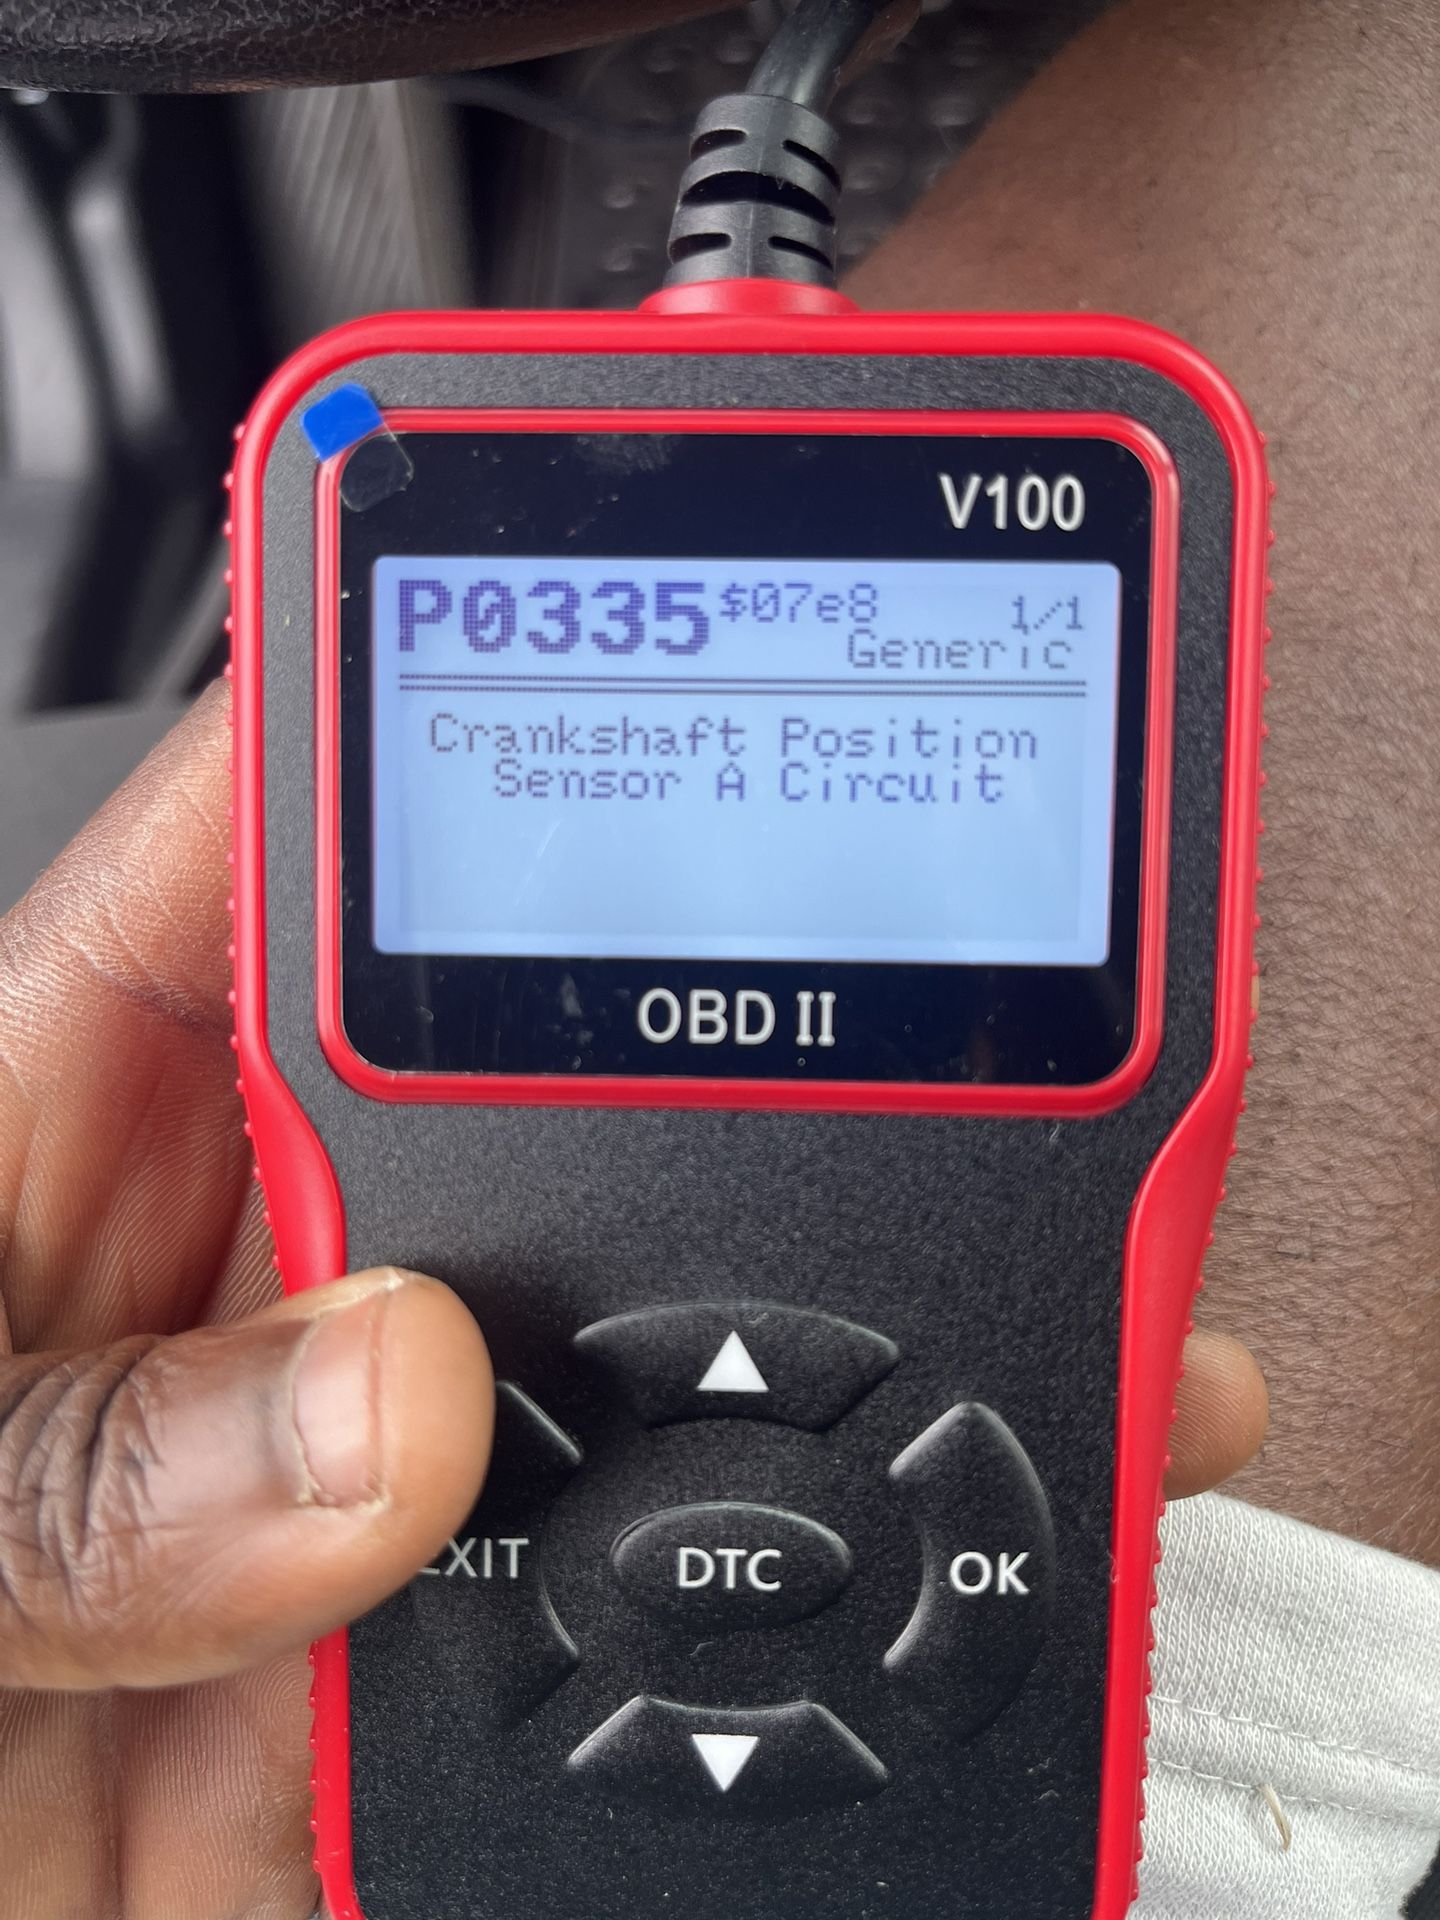 V100
P0335 $07e8 1/1
Generic
Crankshaft Position
Sensor A Circuit
OBD II
EXIT DTC OK